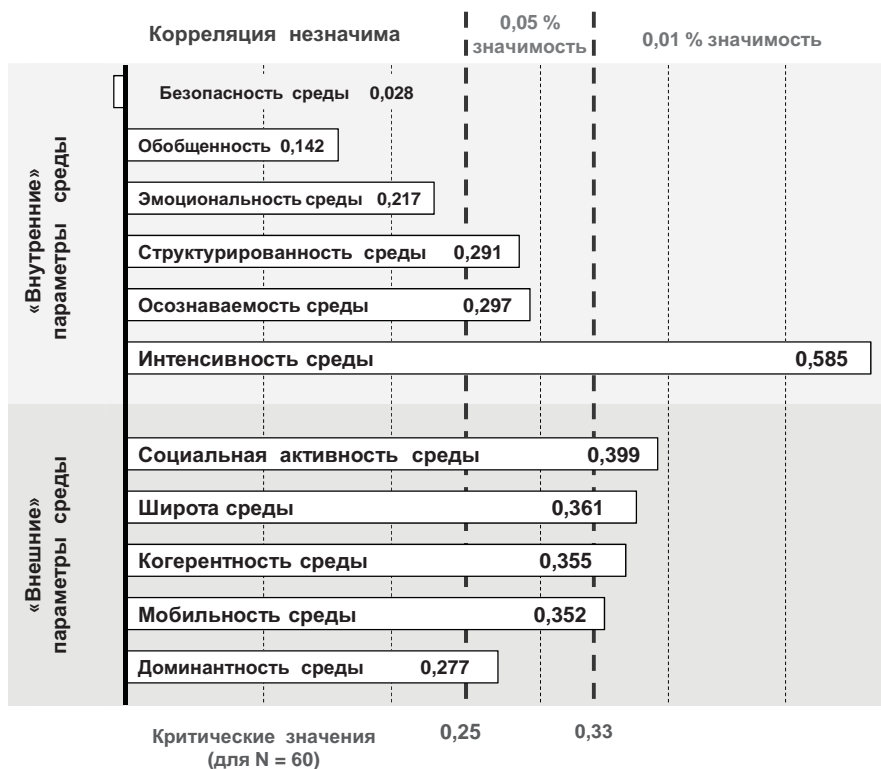 Корреляция незначима
0,05 %
значимость
0,01 % значимость
«Внутренние»
параметры среды
Безопасность среды 0,028
Обобщенность 0,142
Эмоциональность среды 0,217
Структурированность среды 0,291
Осознаваемость среды 0,297
Интенсивность среды 0,585
«Внешние»
параметры среды
Социальная активность среды 0,399
Широта среды 0,361
Когерентность среды 0,355
Мобильность среды 0,352
Доминантность среды 0,277
Критические значения
(для N = 60)
0,25
0,33